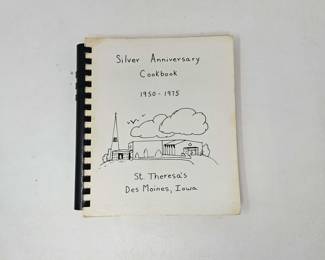 Silver Anniversary
Cookbook
1950-1975
St. Theresa's
Des Moines, Iowa